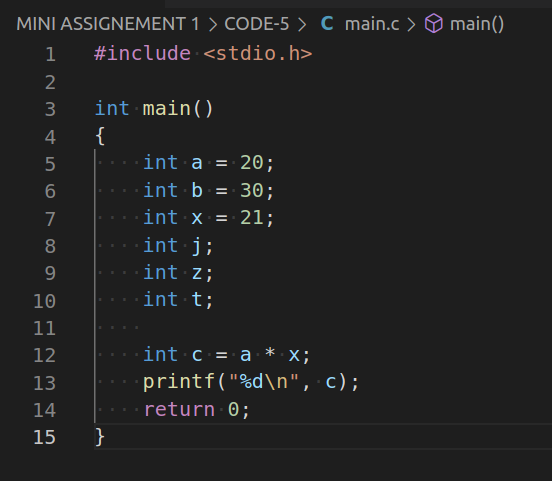 MINI ASSIGNEMENT 1 > CODE-5 > C main.c > main()
1 #include <stdio.h>
2
3 int main()
4 {
5     int a = 20;
6     int b = 30;
7     int x = 21;
8     int j;
9     int z;
10     int t;
11
12     int c = a * x;
13     printf("%d\n", c);
14     return 0;
15 }